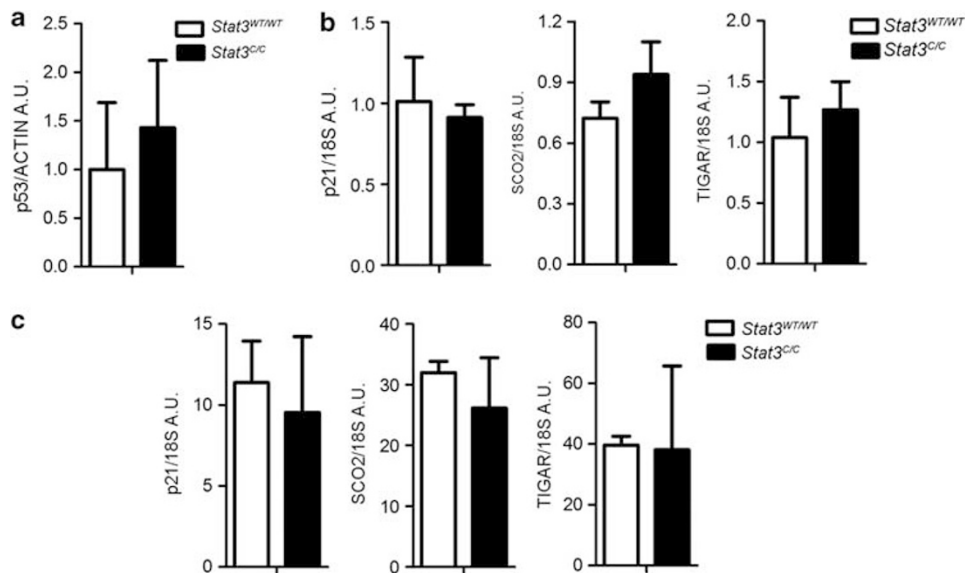 a
p53/ACTIN A.U.
2.5
2.0
1.5
1.0
0.5
0.0
Stat3WT/WT
Stat3C/C
b
p21/18S A.U.
1.5
1.0
0.5
0.0
SCO2/18S A.U.
1.2
0.9
0.6
0.3
0.0
TIGAR/18S A.U.
2.0
1.5
1.0
0.5
0.0
Stat3WT/WT
Stat3C/C
c
p21/18S A.U.
15
10
5
0
SCO2/18S A.U.
40
30
20
10
0
TIGAR/18S A.U.
80
60
40
20
0
Stat3WT/WT
Stat3C/C